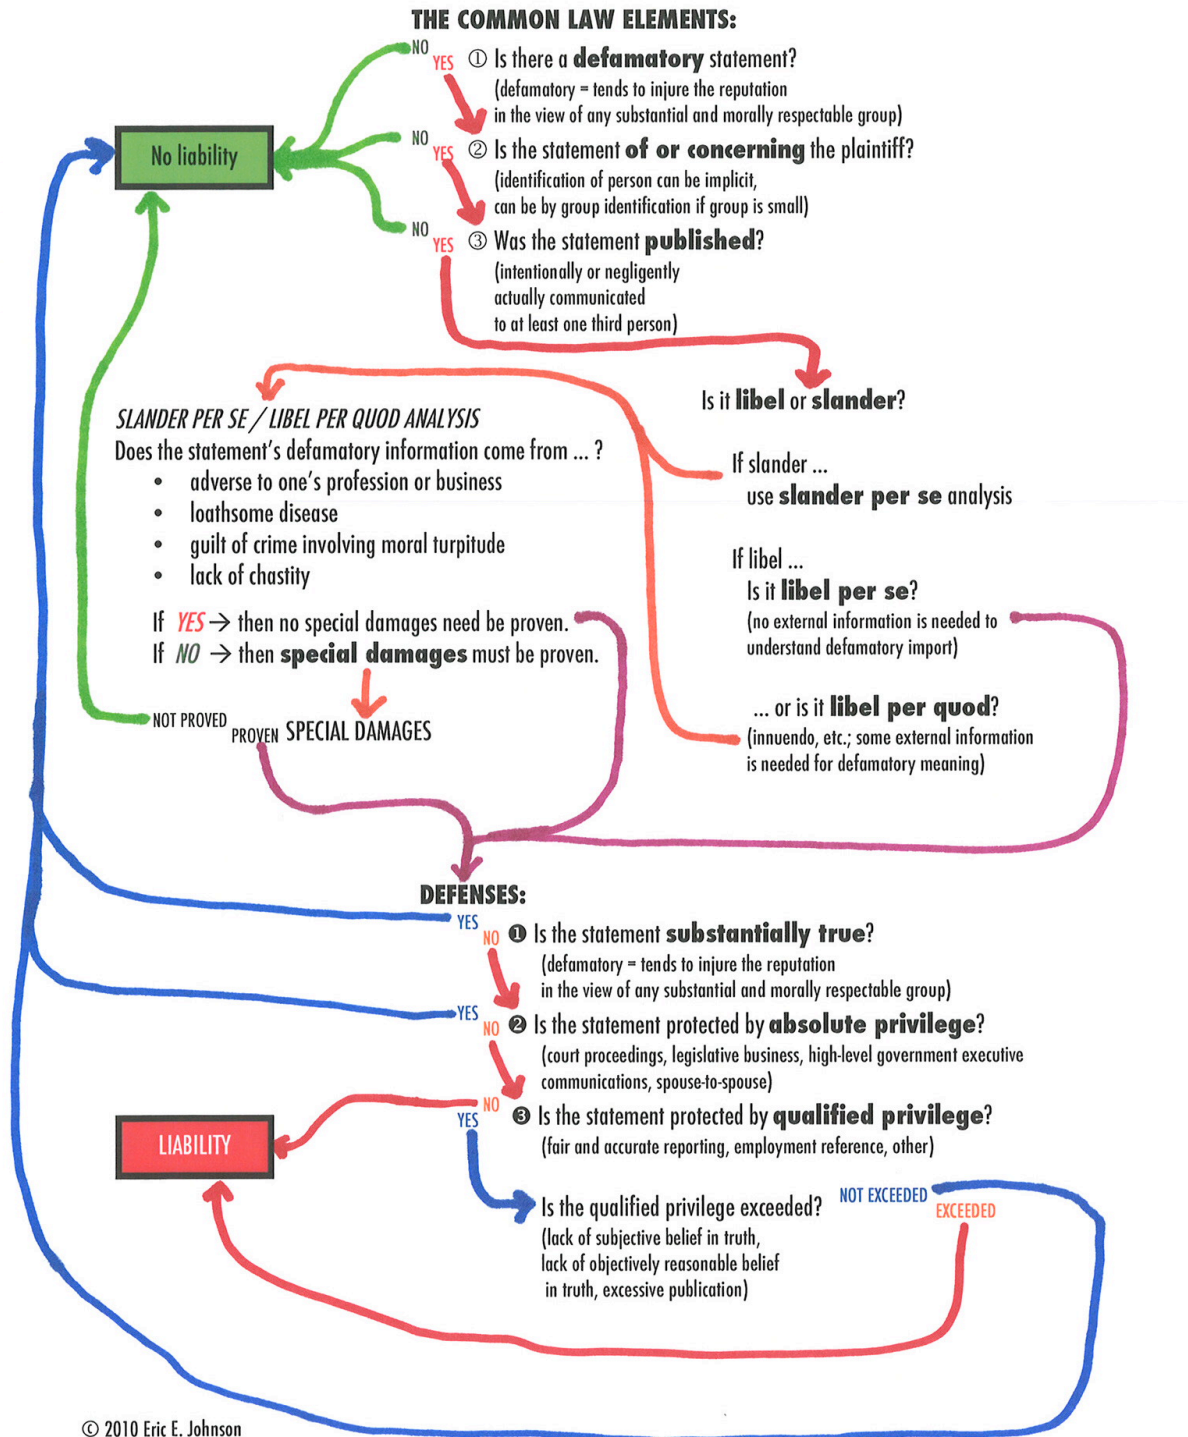 THE COMMON LAW ELEMENTS:
NO
YES ① Is there a defamatory statement?
(defamatory = tends to injure the reputation
in the view of any substantial and morally respectable group)
No liability
NO
YES ② Is the statement of or concerning the plaintiff?
(identification of person can be implicit,
can be by group identification if group is small)
NO
YES ③ Was the statement published?
(intentionally or negligently
actually communicated
to at least one third person)
Is it libel or slander?
SLANDER PER SE / LIBEL PER QUOD ANALYSIS
Does the statement's defamatory information come from ... ?
• adverse to one's profession or business
• loathsome disease
• guilt of crime involving moral turpitude
• lack of chastity
If YES → then no special damages need be proven.
If NO → then special damages must be proven.
NOT PROVED
PROVEN SPECIAL DAMAGES
If slander ...
use slander per se analysis
If libel ...
Is it libel per se?
(no external information is needed to
understand defamatory import)
... or is it libel per quod?
(innuendo, etc.; some external information
is needed for defamatory meaning)
DEFENSES:
YES
NO ❶ Is the statement substantially true?
(defamatory = tends to injure the reputation
in the view of any substantial and morally respectable group)
YES
NO ❷ Is the statement protected by absolute privilege?
(court proceedings, legislative business, high-level government executive
communications, spouse-to-spouse)
NO
YES ❸ Is the statement protected by qualified privilege?
(fair and accurate reporting, employment reference, other)
LIABILITY
Is the qualified privilege exceeded? NOT EXCEEDED
EXCEEDED
(lack of subjective belief in truth,
lack of objectively reasonable belief
in truth, excessive publication)
© 2010 Eric E. Johnson